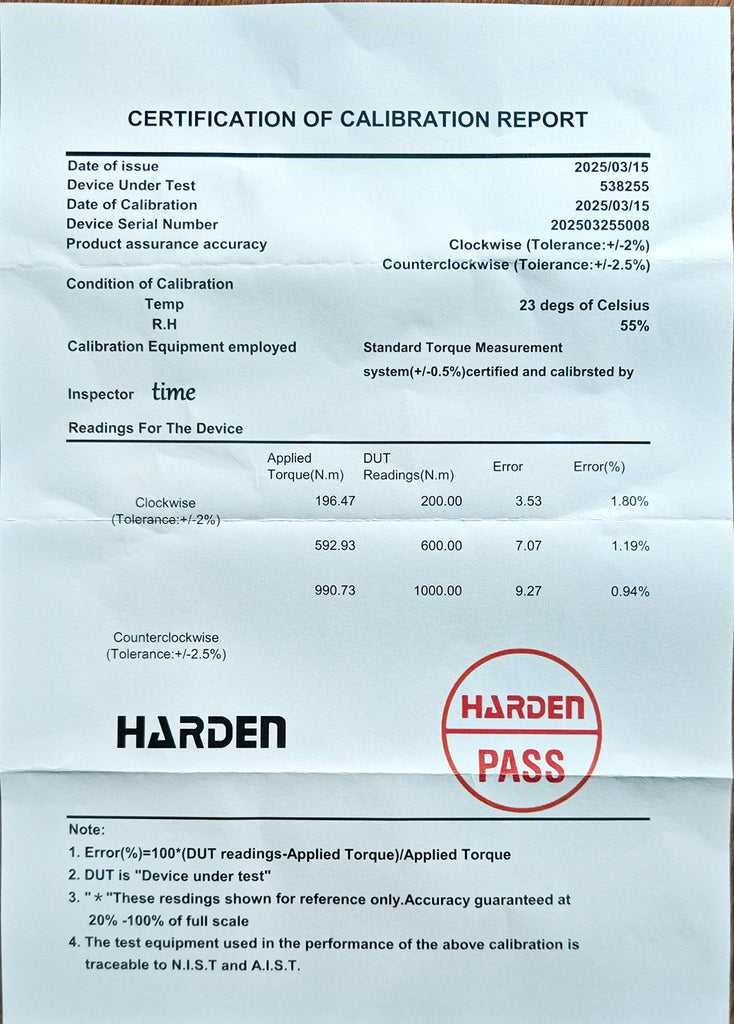 CERTIFICATION OF CALIBRATION REPORT
Date of issue 2025/03/15
Device Under Test 538255
Date of Calibration 2025/03/15
Device Serial Number 202503255008
Product assurance accuracy Clockwise (Tolerance:+/-2%)
Counterclockwise (Toierance:+/-2.5%)
Condition of Calibration
Temp 23 degs of Celsius
R.H 55%
Calibration Equipment employed Standard Torque Measurement
system(+/-0.5%)certified and calibrsted by
Inspector time
Readings For The Device
Applied Torque(N.m) DUT Readings(N.m) Error Error(%)
Clockwise (Tolerance:+/-2%) 196.47 200.00 3.53 1.80%
592.93 600.00 7.07 1.19%
990.73 1000.00 9.27 0.94%
Counterclockwise
(Tolerance:+/-2.5%)
HARDEN
HARDEN
PASS
Note:
1. Error(%)=100*(DUT readings-Applied Torque)/Applied Torque
2. DUT is "Device under test"
3. "*"These resdings shown for reference only.Accuracy guaranteed at
20% -100% of full scale
4. The test equipment used in the performance of the above calibration is
traceable to N.I.S.T and A.I.S.T.